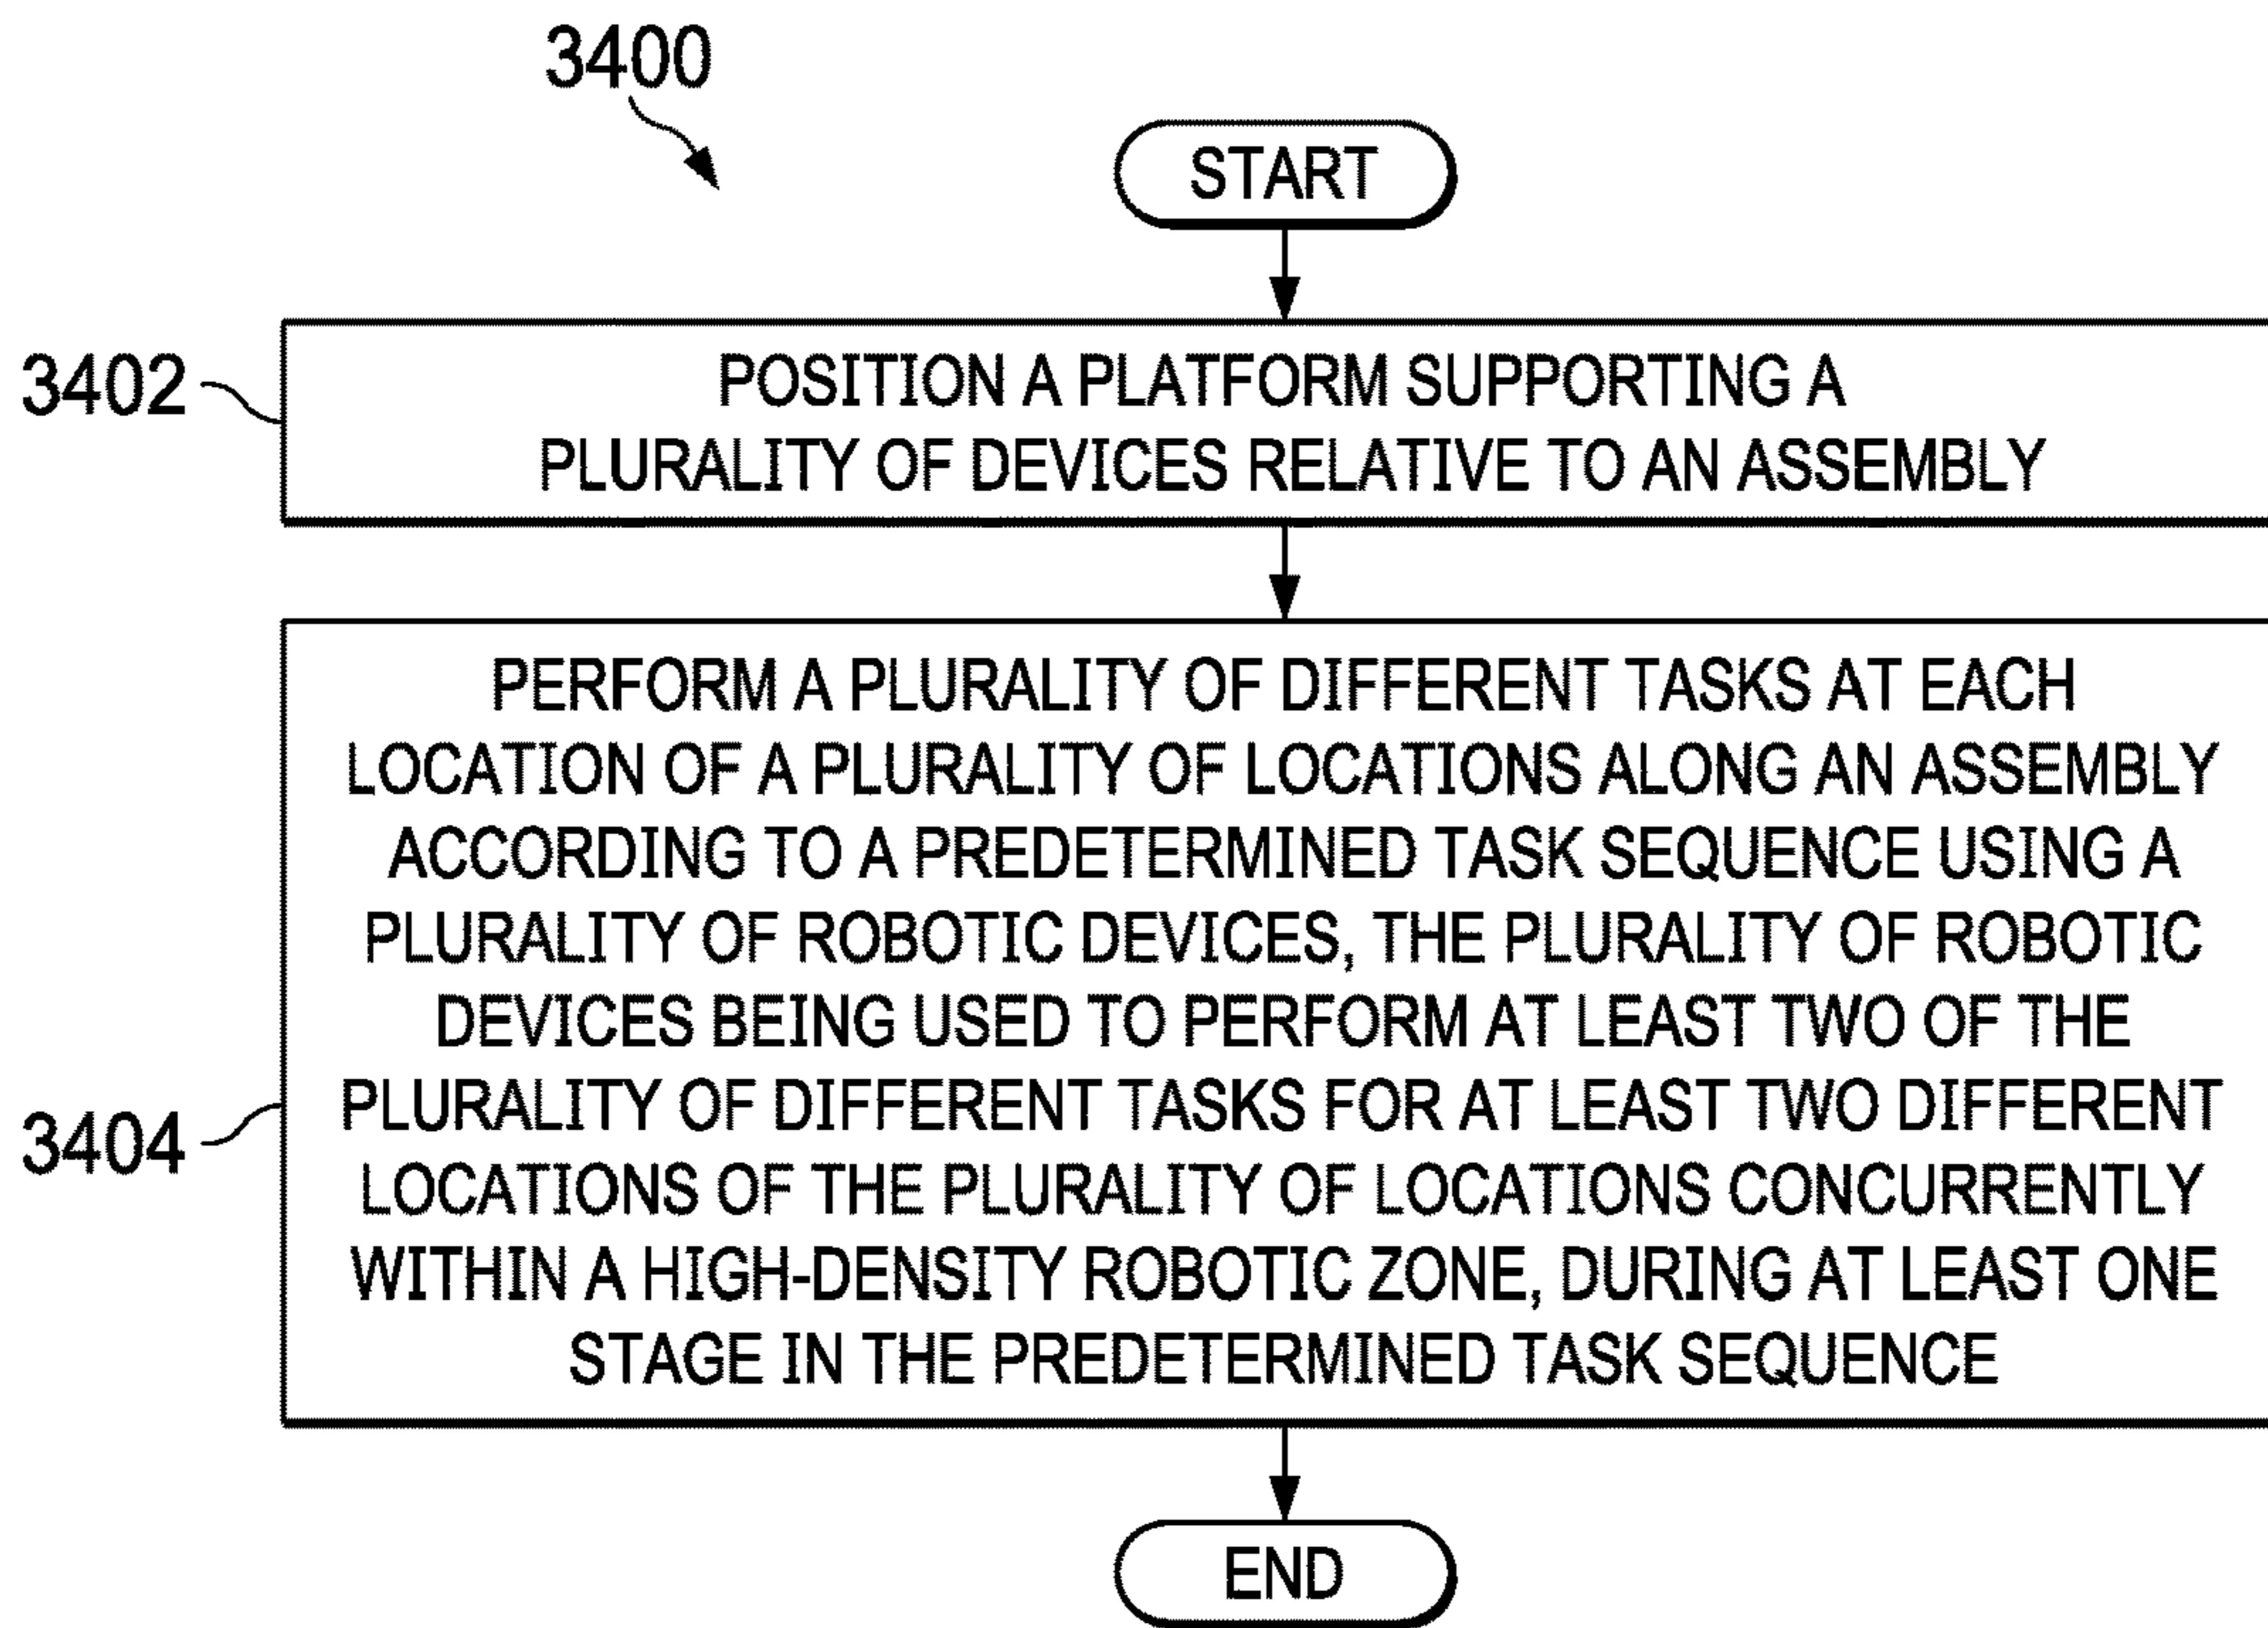 3400
START
3402
POSITION A PLATFORM SUPPORTING A
PLURALITY OF DEVICES RELATIVE TO AN ASSEMBLY
PERFORM A PLURALITY OF DIFFERENT TASKS AT EACH
LOCATION OF A PLURALITY OF LOCATIONS ALONG AN ASSEMBLY
ACCORDING TO A PREDETERMINED TASK SEQUENCE USING A
PLURALITY OF ROBOTIC DEVICES, THE PLURALITY OF ROBOTIC
DEVICES BEING USED TO PERFORM AT LEAST TWO OF THE
PLURALITY OF DIFFERENT TASKS FOR AT LEAST TWO DIFFERENT
3404
LOCATIONS OF THE PLURALITY OF LOCATIONS CONCURRENTLY
WITHIN A HIGH-DENSITY ROBOTIC ZONE, DURING AT LEAST ONE
STAGE IN THE PREDETERMINED TASK SEQUENCE
END